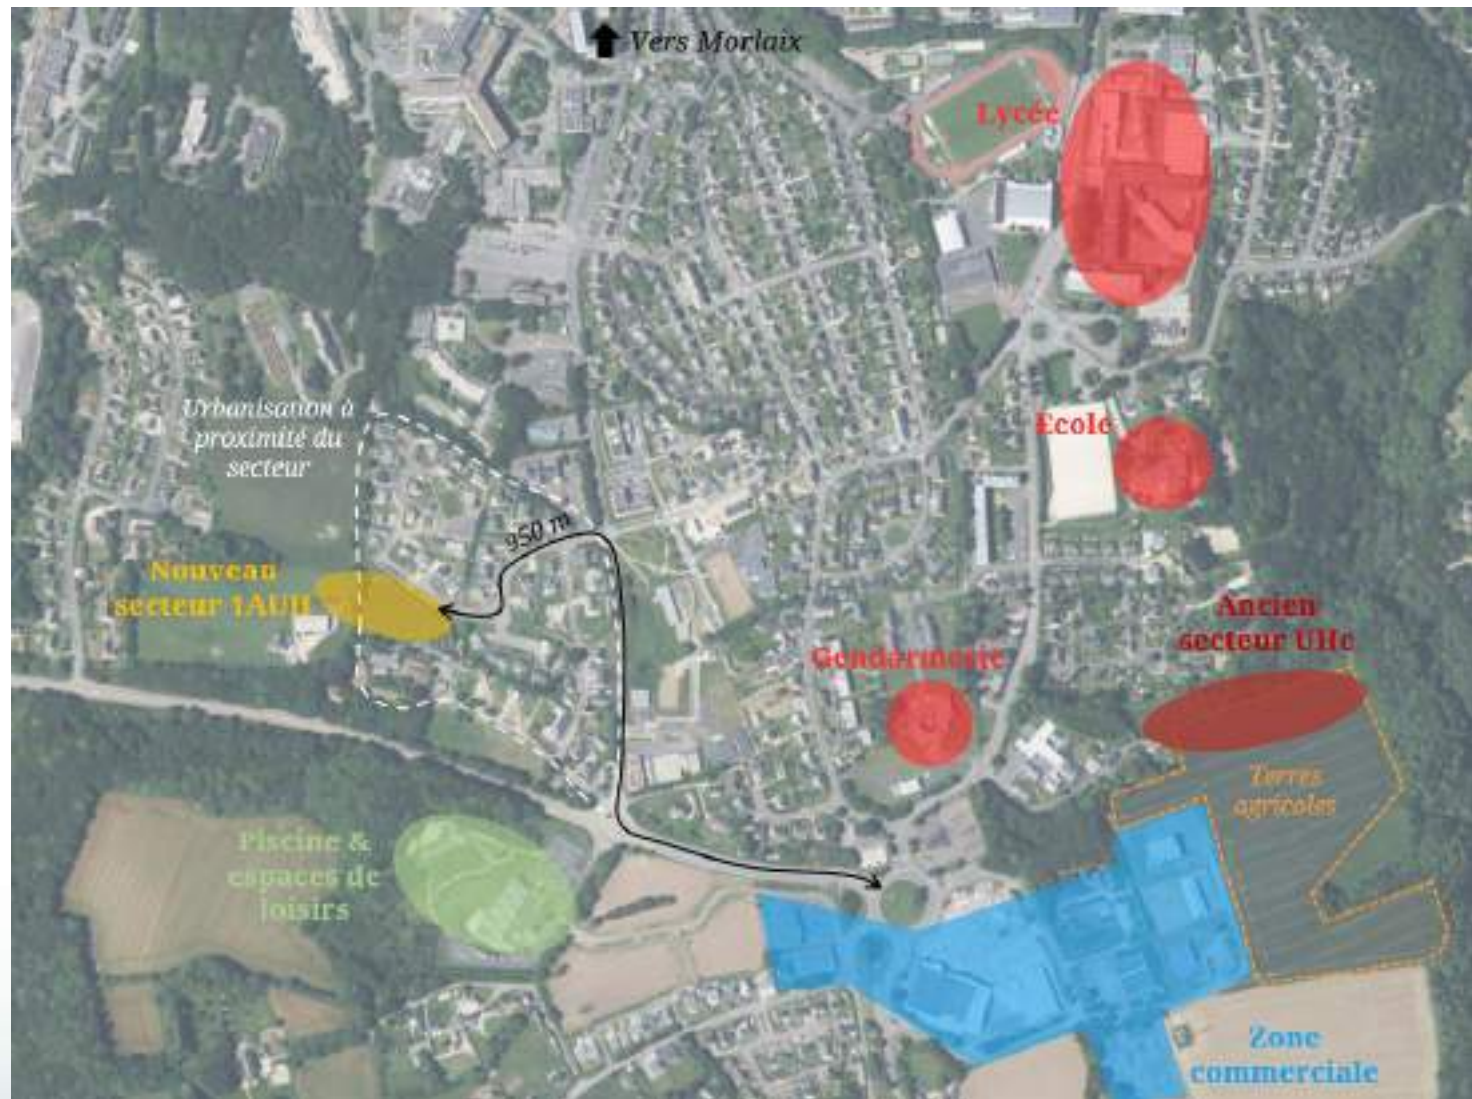 Vers Morlaix
Lycée
Urbanisation à
proximité du
secteur
Ecole
950 m
Nouveau
secteur 1AUH
Ancien
secteur UHc
Gendarmerie
Terres
agricoles
Piscine &
espaces de
loisirs
Zone
commerciale